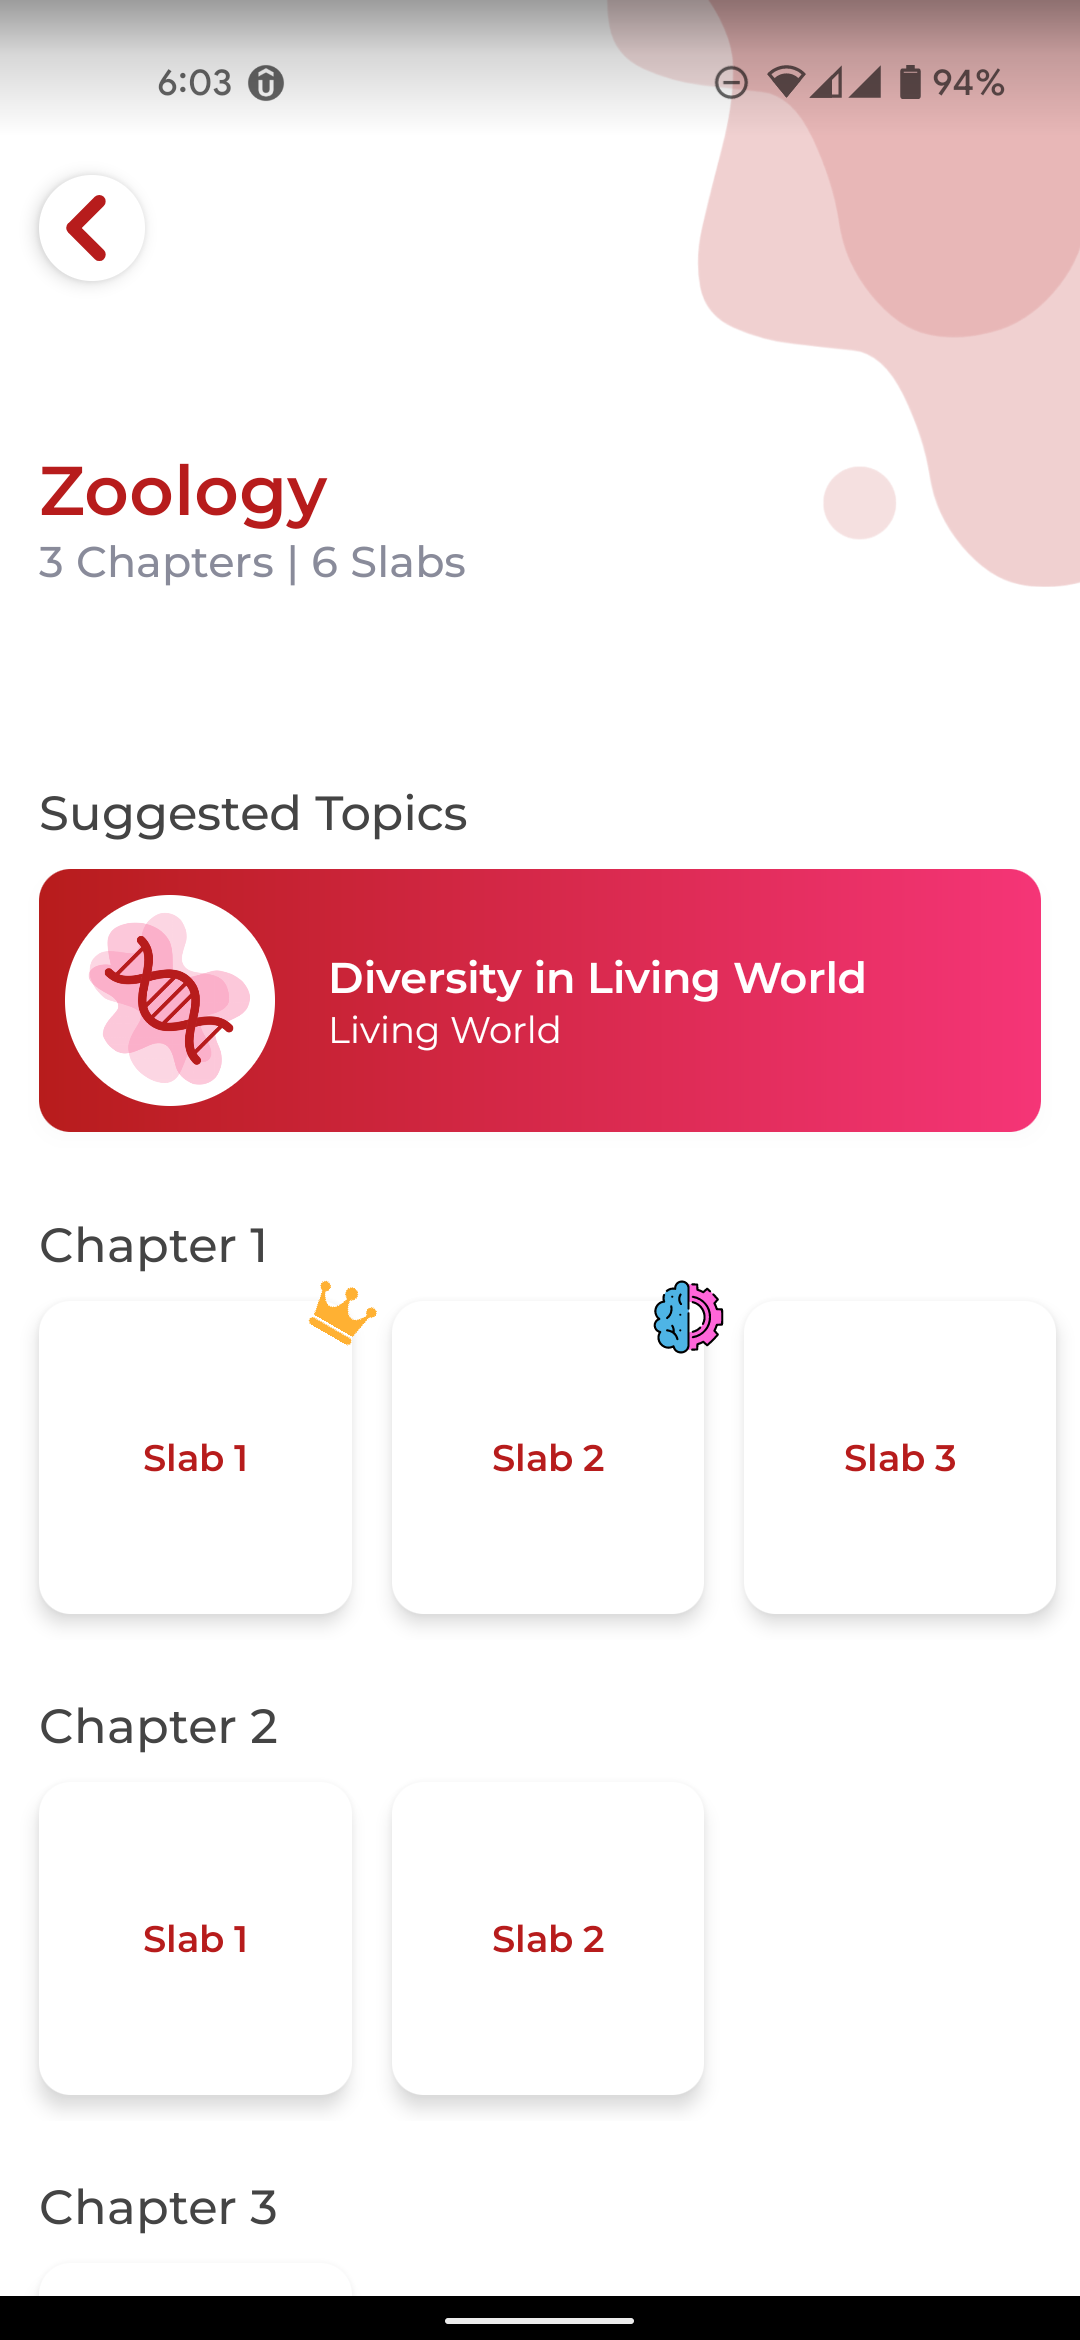 6:03
94%
Zoology
3 Chapters | 6 Slabs
Suggested Topics
Diversity in Living World
Living World
Chapter 1
Slab 1
Slab 2
Slab 3
Chapter 2
Slab 1
Slab 2
Chapter 3